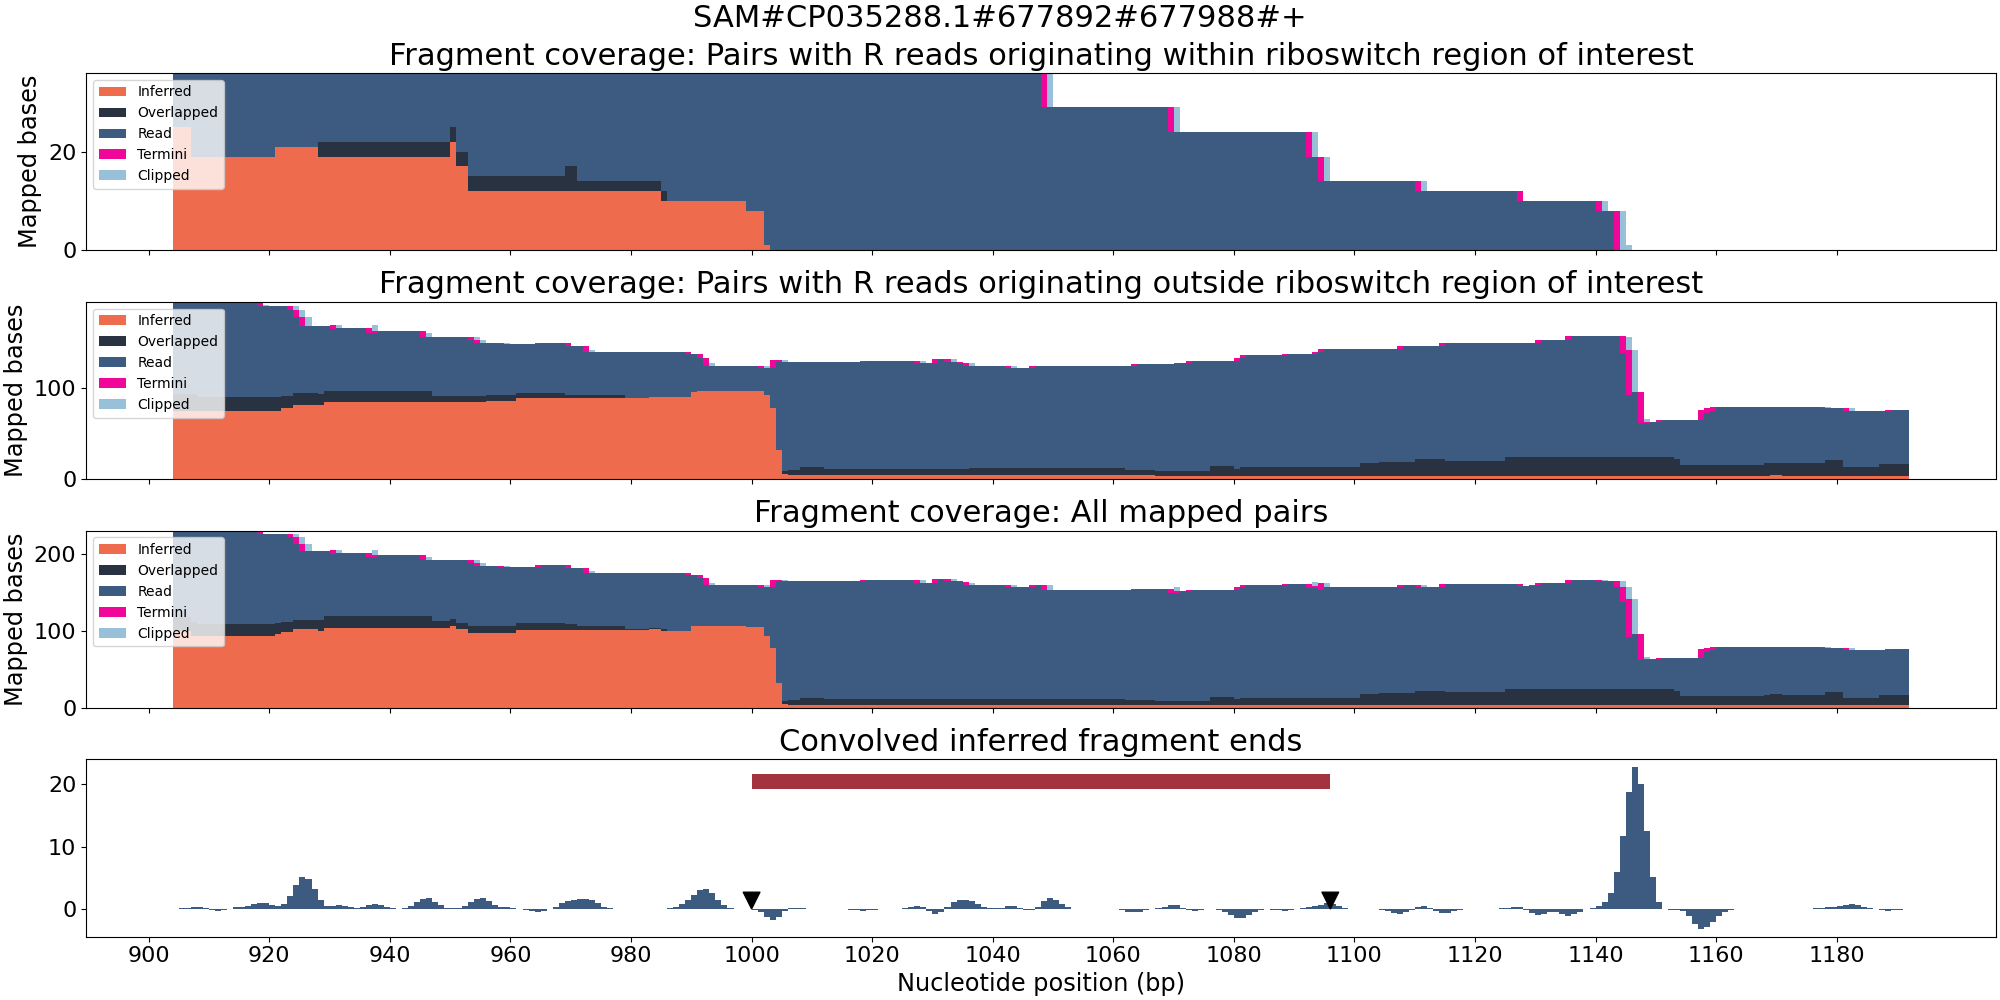 SAM#CP035288.1#677892#677988#+
Fragment coverage: Pairs with R reads originating within riboswitch region of interest
Mapped bases
20
0
Inferred
Overlapped
Read
Termini
Clipped
Fragment coverage: Pairs with R reads originating outside riboswitch region of interest
Mapped bases
100
0
Inferred
Overlapped
Read
Termini
Clipped
Fragment coverage: All mapped pairs
Mapped bases
200
100
0
Inferred
Overlapped
Read
Termini
Clipped
Convolved inferred fragment ends
20
10
0
900 920 940 960 980 1000 1020 1040 1060 1080 1100 1120 1140 1160 1180
Nucleotide position (bp)